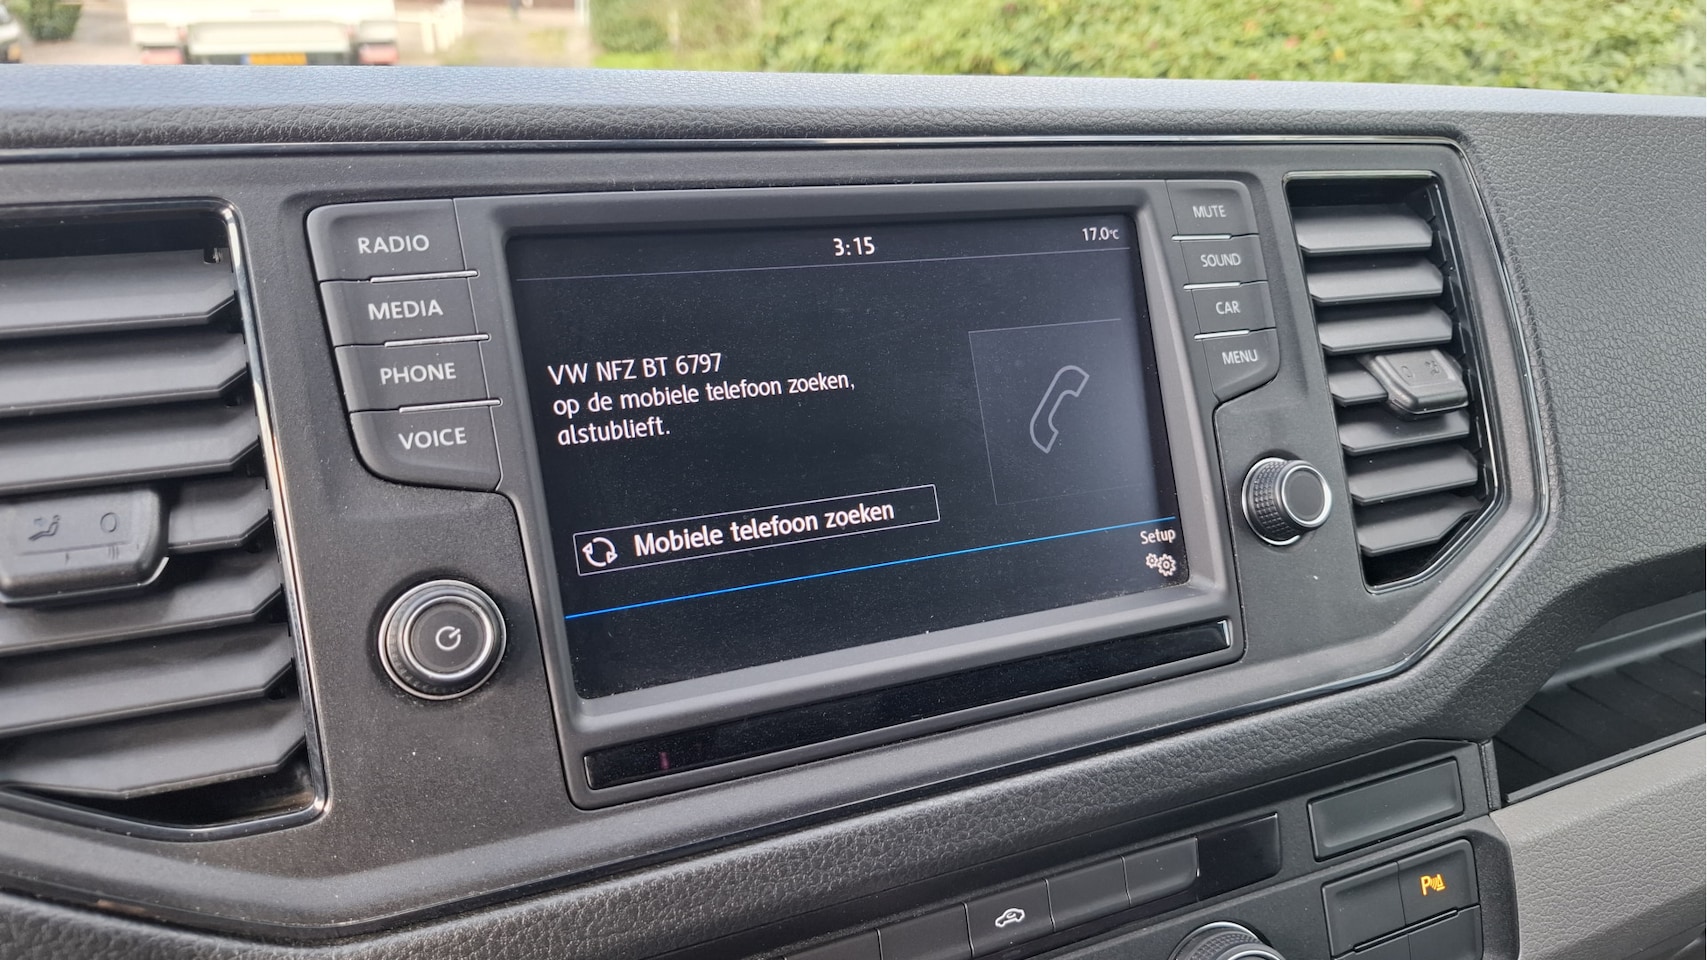 3:15
17.0°C
RADIO
MEDIA
PHONE
VOICE
VW NFZ BT 6797
op de mobiele telefoon zoeken,
alstublieft.
Mobiele telefoon zoeken
Setup
MUTE
SOUND
CAR
MENU
P